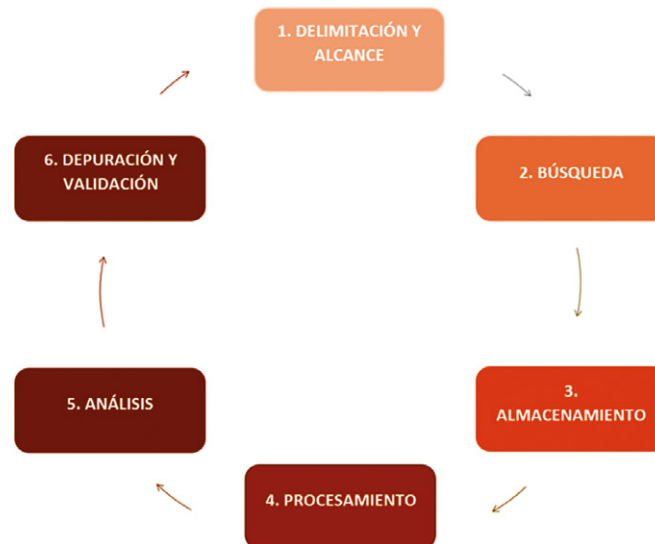 1. DELIMITACIÓN Y
ALCANCE
2. BÚSQUEDA
3.
ALMACENAMIENTO
4. PROCESAMIENTO
5. ANÁLISIS
6. DEPURACIÓN Y
VALIDACIÓN